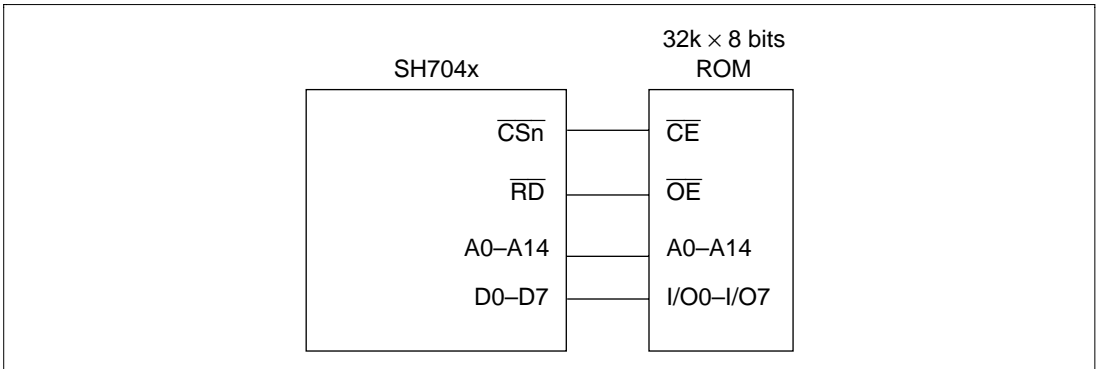 32k × 8 bits
SH704x ROM
CSn CE
RD OE
A0–A14 A0–A14
D0–D7 I/O0–I/O7